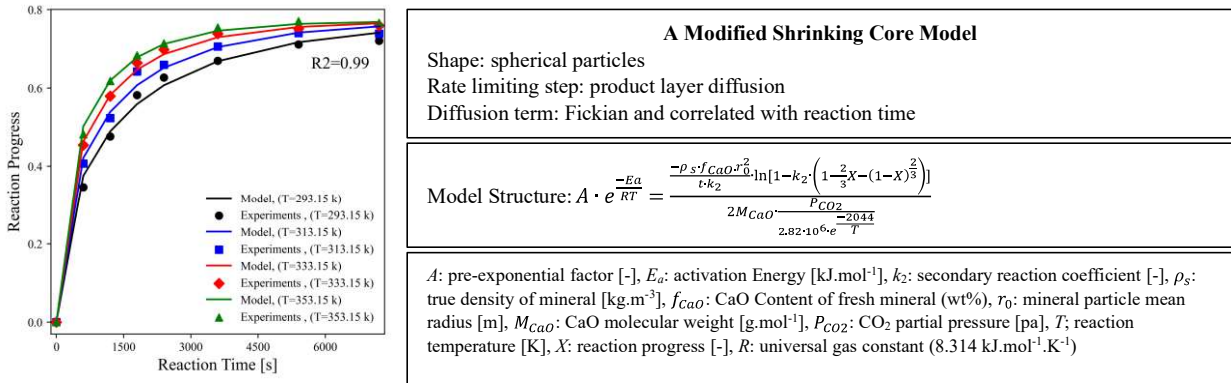 0.8
0.6
0.4
0.2
0.0
Reaction Progress
R2=0.99
Model, (T=293.15 k)
Experiments , (T=293.15 k)
Model, (T=313.15 k)
Experiments , (T=313.15 k)
Model, (T=333.15 k)
Experiments , (T=333.15 k)
Model, (T=353.15 k)
Experiments , (T=353.15 k)
0 1500 3000 4500 6000
Reaction Time [s]
A Modified Shrinking Core Model
Shape: spherical particles
Rate limiting step: product layer diffusion
Diffusion term: Fickian and correlated with reaction time
Model Structure: A · e^(-Ea/RT) = ((-ρs·fCaO·r0^2)/(t·k2) · ln[1-k2·(1-2/3X-(1-X)^(2/3))]) / (2MCaO · PCO2/(2.82·10^6·e^(-2044/T)))
A: pre-exponential factor [-], Ea: activation Energy [kJ.mol-1], k2: secondary reaction coefficient [-], ρs:
true density of mineral [kg.m-3], fCaO: CaO Content of fresh mineral (wt%), r0: mineral particle mean
radius [m], MCaO: CaO molecular weight [g.mol-1], PCO2: CO2 partial pressure [pa], T; reaction
temperature [K], X: reaction progress [-], R: universal gas constant (8.314 kJ.mol-1.K-1)